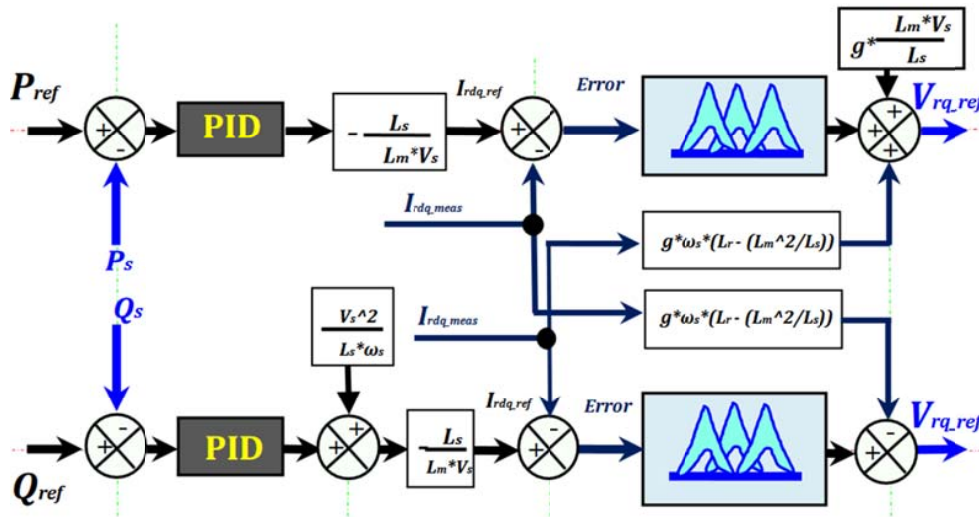 g* Lm*Vs
Ls
Pref
+
-
PID
- Ls
Lm*Vs
Irdq_ref
+
-
Error
+
+
+
Vrq_ref
Irdq_meas
g*ωs*(Lr - (Lm^2/Ls))
Ps
Qs
Vs^2
Ls*ωs
Irdq_meas
g*ωs*(Lr - (Lm^2/Ls))
Qref
+
-
PID
+
+
- Ls
Lm*Vs
Irdq_ref
-
+
Error
-
+
Vrq_ref